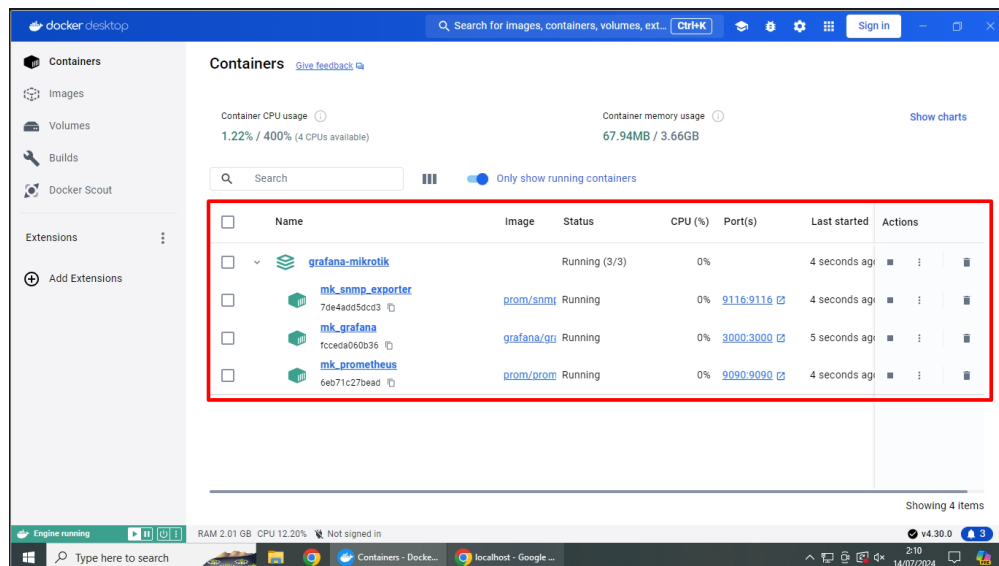 docker desktop Search for images, containers, volumes, ext... Ctrl+K Sign in
Containers
Images
Volumes
Builds
Docker Scout
Extensions
Add Extensions
Containers Give feedback
Container CPU usage Container memory usage
1.22% / 400% (4 CPUs available) 67.94MB / 3.66GB Show charts
Search Only show running containers
Name Image Status CPU (%) Port(s) Last started Actions
grafana-mikrotik Running (3/3) 0% 4 seconds ago
mk_snmp_exporter
7de4add5dcd3 prom/snmp Running 0% 9116:9116 4 seconds ago
mk_grafana
fcceda060b36 grafana/gra Running 0% 3000:3000 5 seconds ago
mk_prometheus
6eb71c27bead prom/prom Running 0% 9090:9090 4 seconds ago
Showing 4 items
Engine running RAM 2.01 GB CPU 12.20% Not signed in v4.30.0 3
Type here to search Containers - Docke... localhost - Google ... 2:10
14/07/2024